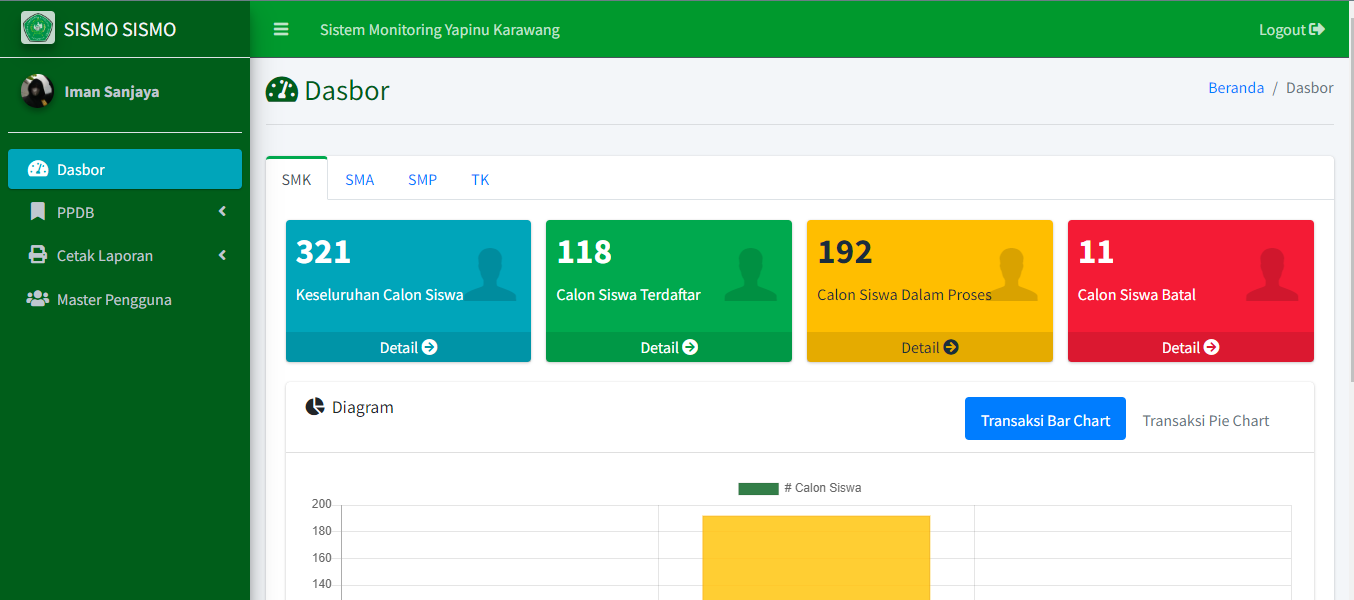 SISMO SISMO
Sistem Monitoring Yapinu Karawang
Logout
Iman Sanjaya
Dasbor
PPDB
Cetak Laporan
Master Pengguna
Dasbor
Beranda / Dasbor
SMK SMA SMP TK
321
Keseluruhan Calon Siswa
Detail
118
Calon Siswa Terdaftar
Detail
192
Calon Siswa Dalam Proses
Detail
11
Calon Siswa Batal
Detail
Diagram
Transaksi Bar Chart
Transaksi Pie Chart
# Calon Siswa
200
180
160
140